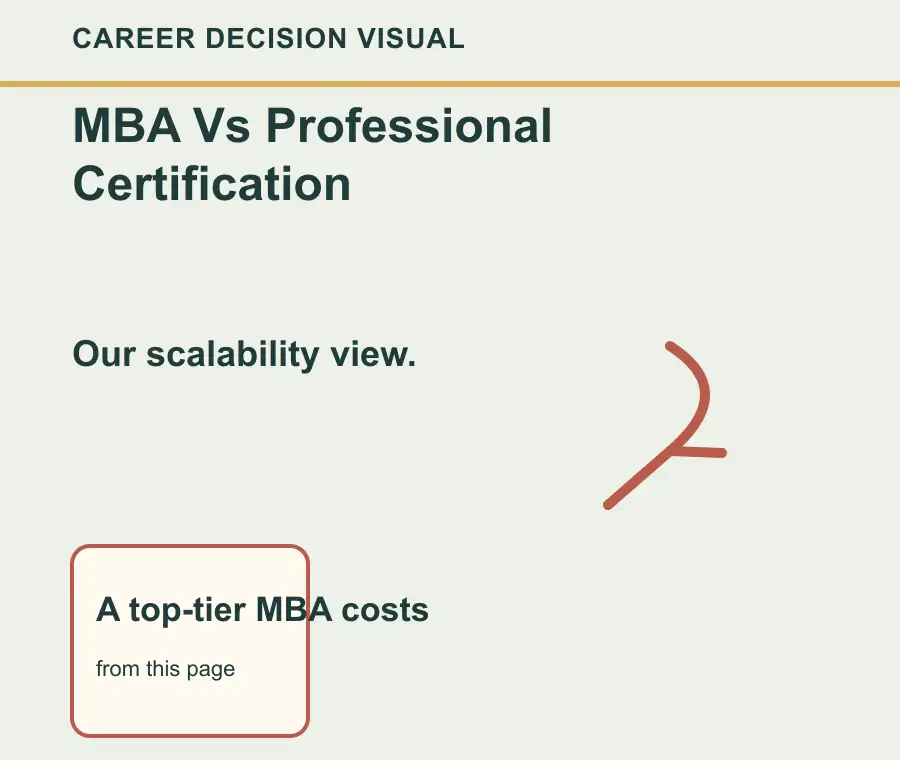 CAREER DECISION VISUAL
MBA Vs Professional
Certification
Our scalability view.
A top-tier MBA costs
from this page